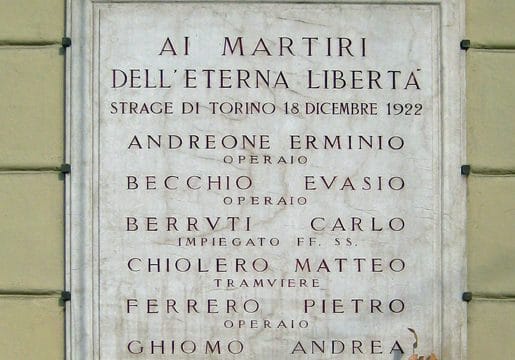 AI MARTIRI
DELL'ETERNA LIBERTÀ
STRAGE DI TORINO 18 DICEMBRE 1922
ANDREONE ERMINIO
OPERAIO
BECCHIO EVASIO
OPERAIO
BERRVTI CARLO
IMPIEGATO FF. SS.
CHIOLERO MATTEO
TRAMVIERE
FERRERO PIETRO
OPERAIO
GHIOMO ANDREA